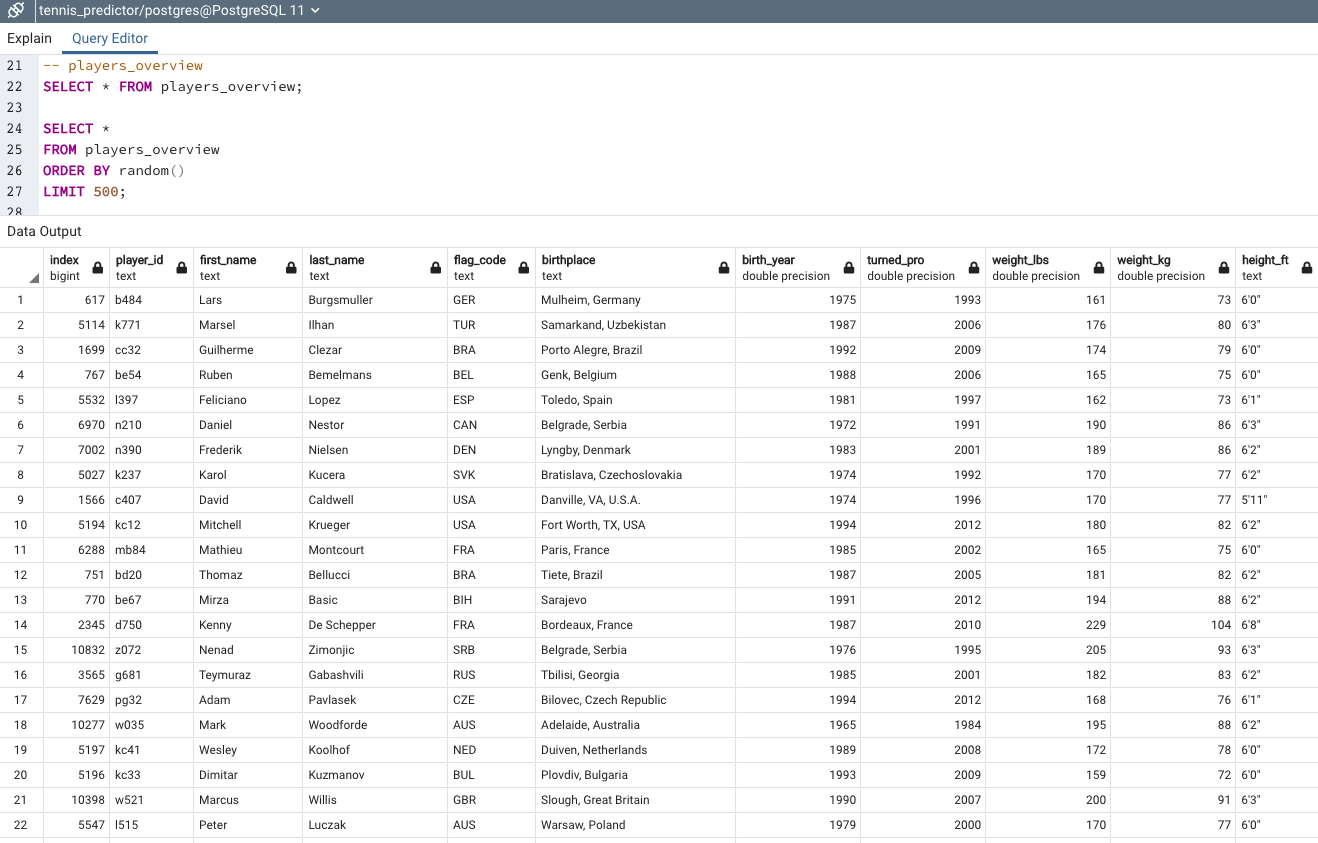 tennis_predictor/postgres@PostgreSQL 11
Explain Query Editor
21 -- players_overview
22 SELECT * FROM players_overview;
23
24 SELECT *
25 FROM players_overview
26 ORDER BY random()
27 LIMIT 500;
28
Data Output
index player_id first_name last_name flag_code birthplace birth_year turned_pro weight_lbs weight_kg height_ft
bigint text text text text text double precision double precision double precision double precision text
1 617 b484 Lars Burgsmuller GER Mulheim, Germany 1975 1993 161 73 6'0"
2 5114 k771 Marsel Ilhan TUR Samarkand, Uzbekistan 1987 2006 176 80 6'3"
3 1699 cc32 Guilherme Clezar BRA Porto Alegre, Brazil 1992 2009 174 79 6'0"
4 767 be54 Ruben Bemelmans BEL Genk, Belgium 1988 2006 165 75 6'0"
5 5532 l397 Feliciano Lopez ESP Toledo, Spain 1981 1997 162 73 6'1"
6 6970 n210 Daniel Nestor CAN Belgrade, Serbia 1972 1991 190 86 6'3"
7 7002 n390 Frederik Nielsen DEN Lyngby, Denmark 1983 2001 189 86 6'2"
8 5027 k237 Karol Kucera SVK Bratislava, Czechoslovakia 1974 1992 170 77 6'2"
9 1566 c407 David Caldwell USA Danville, VA, U.S.A. 1974 1996 170 77 5'11"
10 5194 kc12 Mitchell Krueger USA Fort Worth, TX, USA 1994 2012 180 82 6'2"
11 6288 mb84 Mathieu Montcourt FRA Paris, France 1985 2002 165 75 6'0"
12 751 bd20 Thomaz Bellucci BRA Tiete, Brazil 1987 2005 181 82 6'2"
13 770 be67 Mirza Basic BIH Sarajevo 1991 2012 194 88 6'2"
14 2345 d750 Kenny De Schepper FRA Bordeaux, France 1987 2010 229 104 6'8"
15 10832 z072 Nenad Zimonjic SRB Belgrade, Serbia 1976 1995 205 93 6'3"
16 3565 g681 Teymuraz Gabashvili RUS Tbilisi, Georgia 1985 2001 182 83 6'2"
17 7629 pg32 Adam Pavlasek CZE Bilovec, Czech Republic 1994 2012 168 76 6'1"
18 10277 w035 Mark Woodforde AUS Adelaide, Australia 1965 1984 195 88 6'2"
19 5197 kc41 Wesley Koolhof NED Duiven, Netherlands 1989 2008 172 78 6'0"
20 5196 kc33 Dimitar Kuzmanov BUL Plovdiv, Bulgaria 1993 2009 159 72 6'0"
21 10398 w521 Marcus Willis GBR Slough, Great Britain 1990 2007 200 91 6'3"
22 5547 l515 Peter Luczak AUS Warsaw, Poland 1979 2000 170 77 6'0"